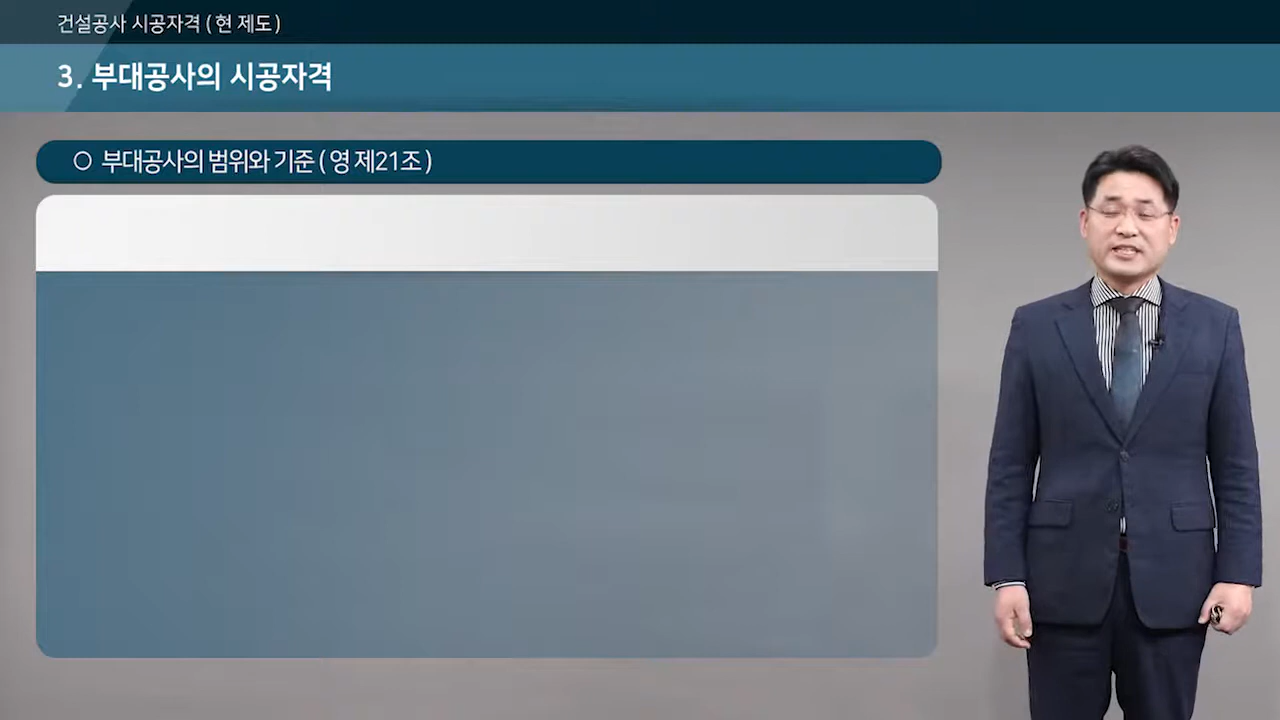 건설공사 시공자격 ( 현 제도 )
3. 부대공사의 시공자격
○ 부대공사의 범위와 기준 ( 영 제21조 )